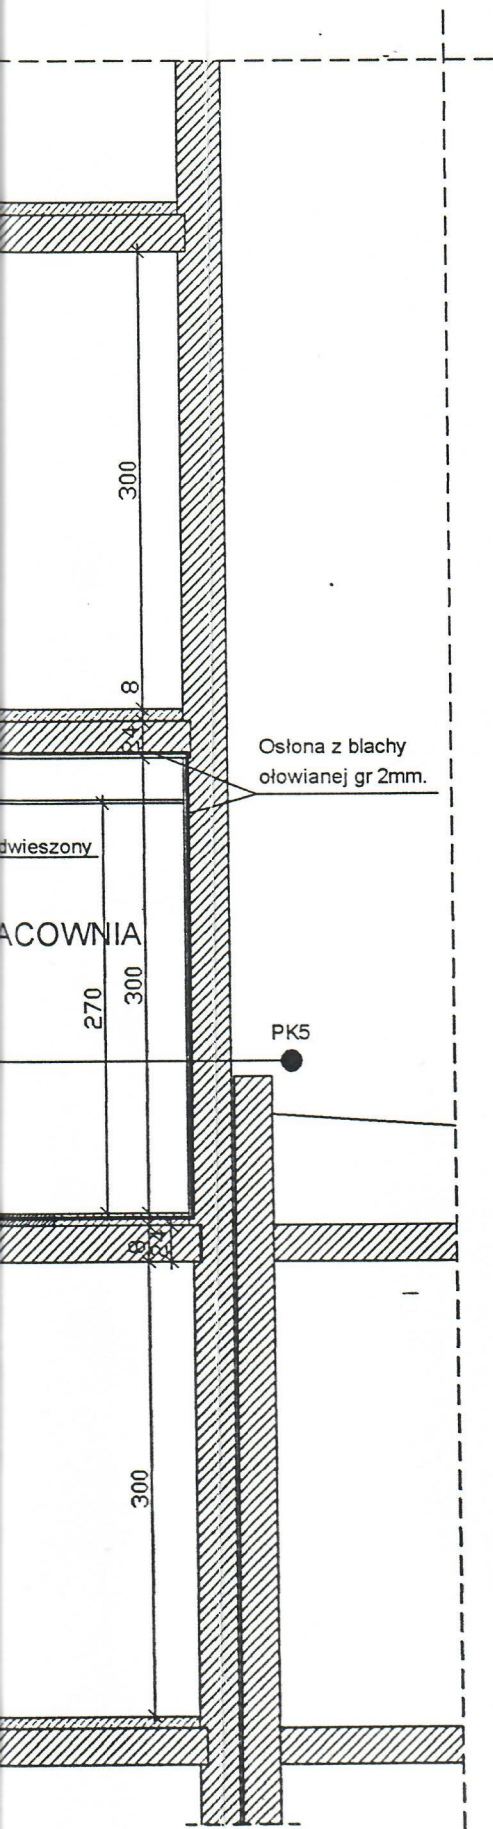 300
8
24
Osłona z blachy
ołowianej gr 2mm.
dwieszony
ACOWNIA
270
300
PK5
8
24
300